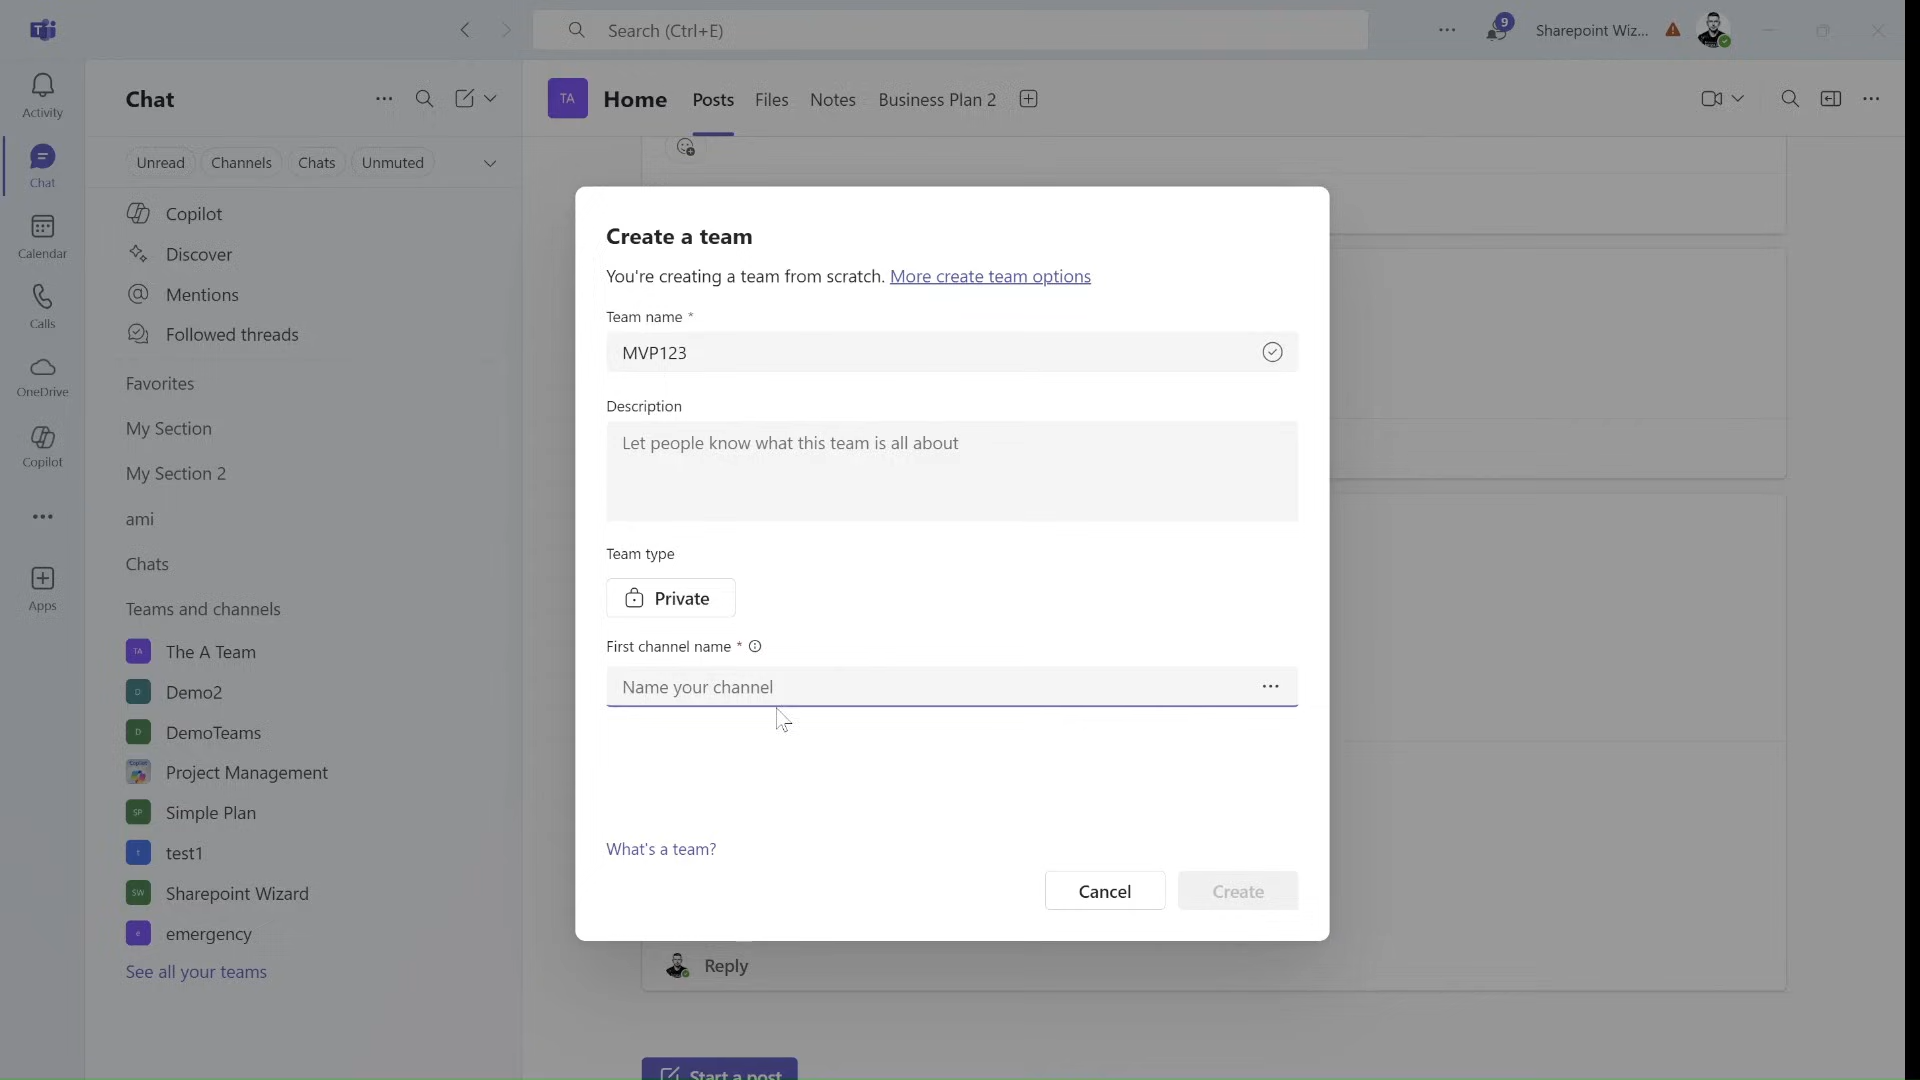 Search (Ctrl+E)
9
Sharepoint Wiz...
Activity
Chat
Calendar
Calls
OneDrive
Copilot
Apps
Chat
Unread
Channels
Chats
Unmuted
Copilot
Discover
Mentions
Followed threads
Favorites
My Section
My Section 2
ami
Chats
Teams and channels
TA The A Team
D Demo2
D DemoTeams
Project Management
SP Simple Plan
t test1
SW Sharepoint Wizard
e emergency
See all your teams
TA Home Posts Files Notes Business Plan 2
Create a team
You're creating a team from scratch. More create team options
Team name *
MVP123
Description
Let people know what this team is all about
Team type
Private
First channel name *
Name your channel
What's a team?
Cancel
Create
Reply
Start a post